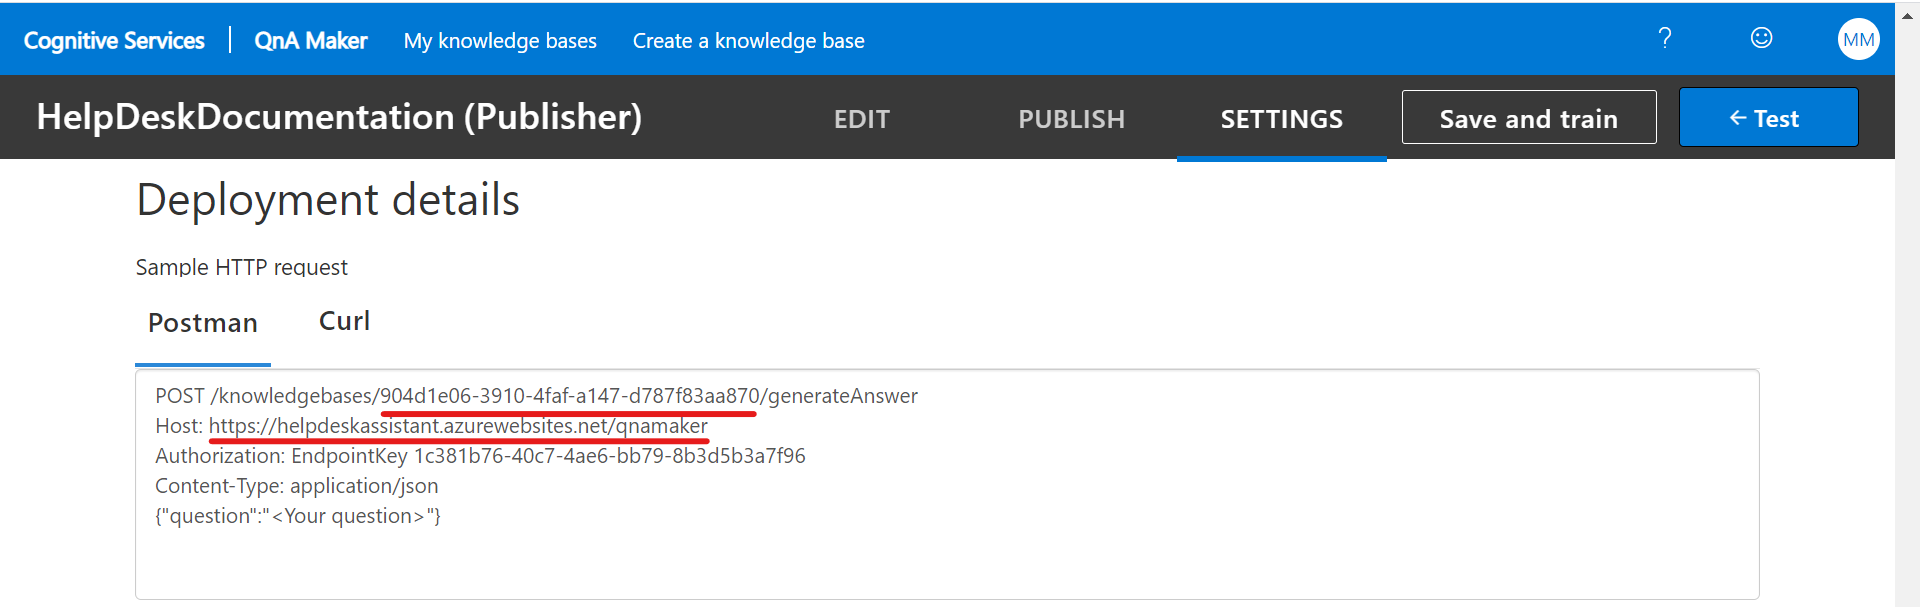 Cognitive Services | QnA Maker My knowledge bases Create a knowledge base ? MM
HelpDeskDocumentation (Publisher) EDIT PUBLISH SETTINGS Save and train ← Test
Deployment details
Sample HTTP request
Postman Curl
POST /knowledgebases/904d1e06-3910-4faf-a147-d787f83aa870/generateAnswer
Host: https://helpdeskassistant.azurewebsites.net/qnamaker
Authorization: EndpointKey 1c381b76-40c7-4ae6-bb79-8b3d5b3a7f96
Content-Type: application/json
{"question":"<Your question>"}